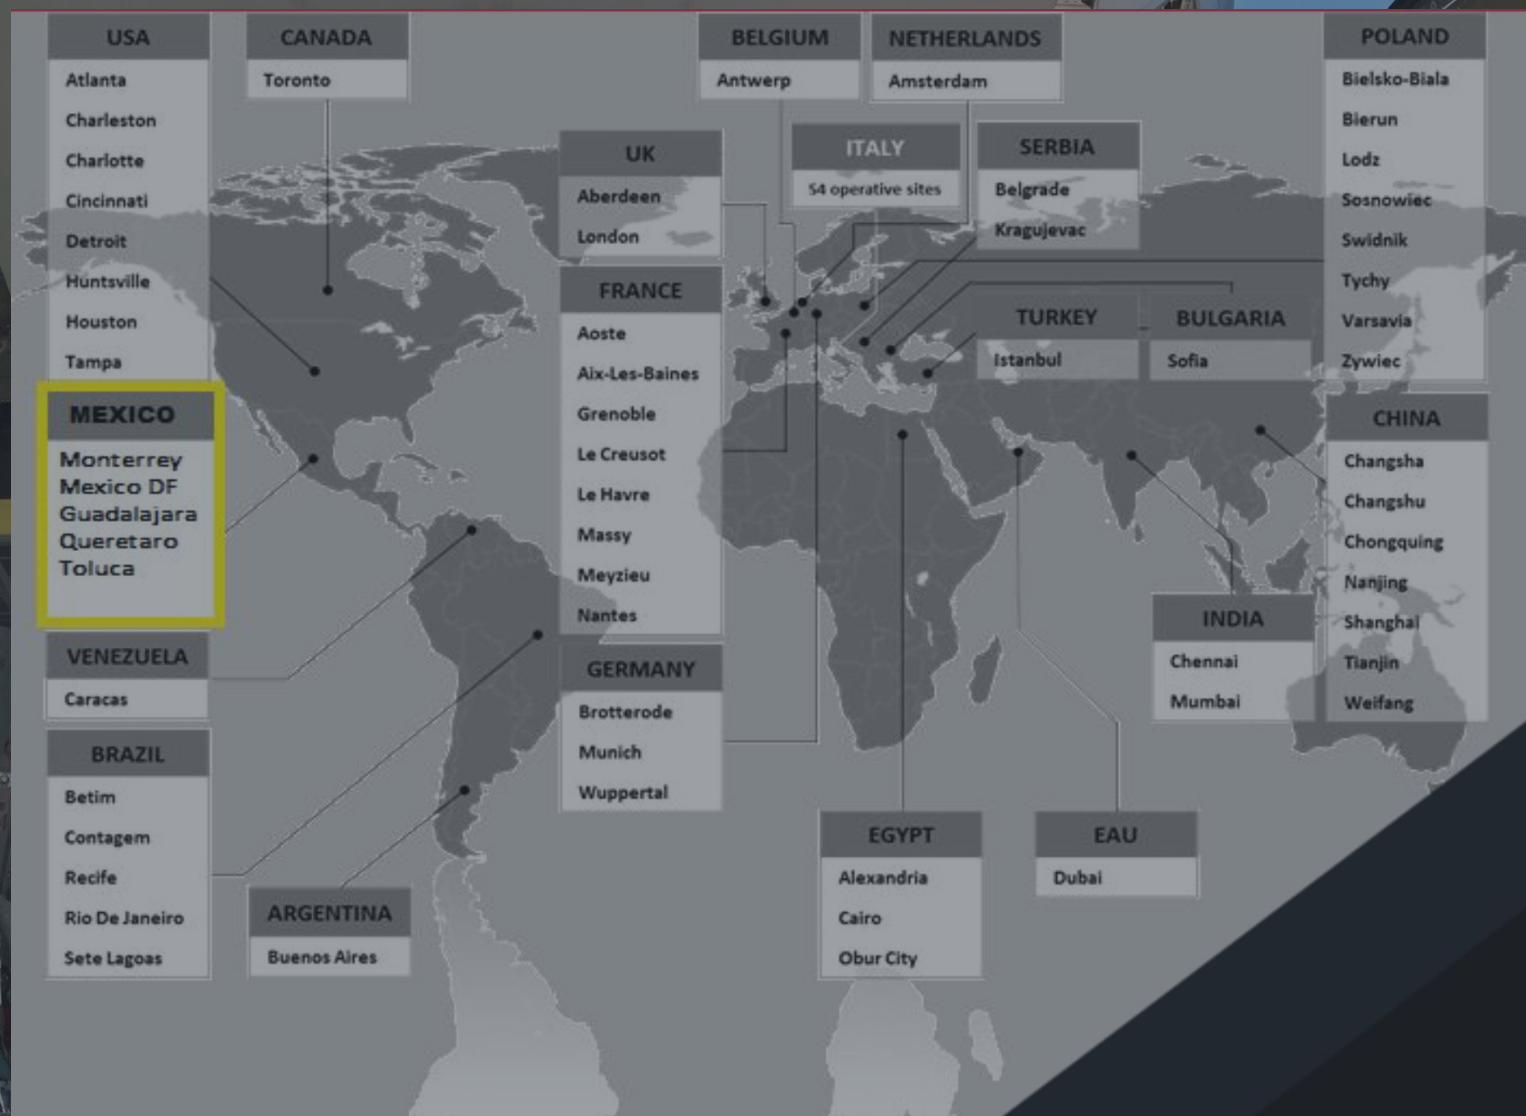 USA
Atlanta
Charleston
Charlotte
Cincinnati
Detroit
Huntsville
Houston
Tampa
CANADA
Toronto
BELGIUM
Antwerp
NETHERLANDS
Amsterdam
POLAND
Bielsko-Biala
Bierun
Lodz
Sosnowiec
Swidnik
Tychy
Varsavia
Zywiec
UK
Aberdeen
London
ITALY
54 operative sites
SERBIA
Belgrade
Kragujevac
FRANCE
Aoste
Aix-Les-Baines
Grenoble
Le Creusot
Le Havre
Massy
Meyzieu
Nantes
TURKEY
Istanbul
BULGARIA
Sofia
MEXICO
Monterrey
Mexico DF
Guadalajara
Queretaro
Toluca
CHINA
Changsha
Changshu
Chongquing
Nanjing
Shanghai
Tianjin
Weifang
INDIA
Chennai
Mumbai
VENEZUELA
Caracas
GERMANY
Brotterode
Munich
Wuppertal
BRAZIL
Betim
Contagem
Recife
Rio De Janeiro
Sete Lagoas
ARGENTINA
Buenos Aires
EGYPT
Alexandria
Cairo
Obur City
EAU
Dubai